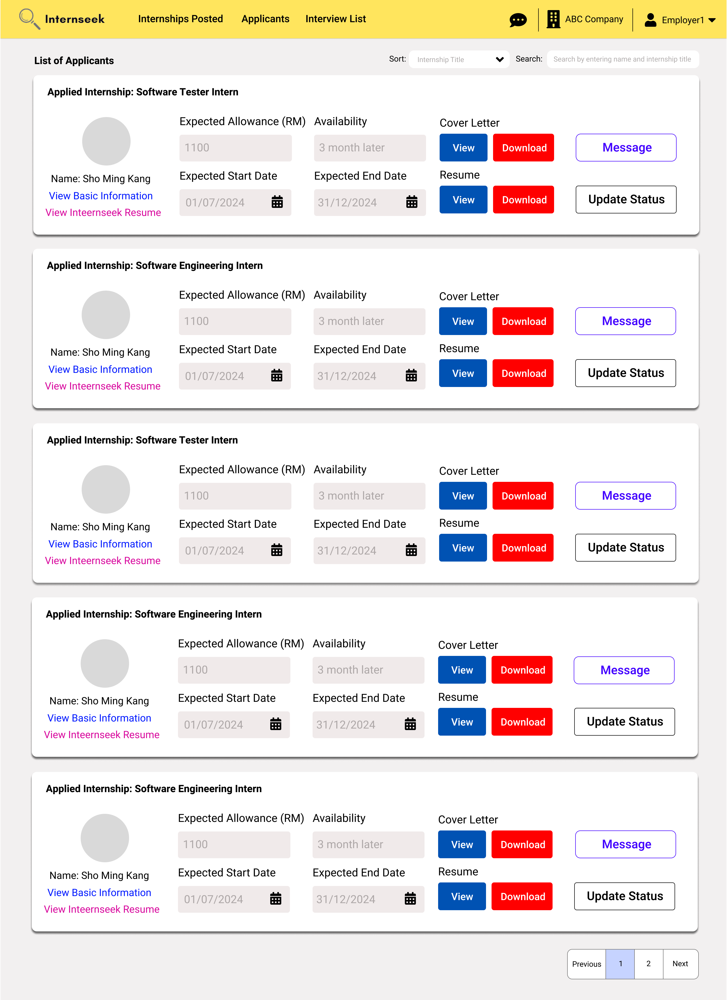 Internseek
Internships Posted
Applicants
Interview List
ABC Company
Employer1
List of Applicants
Sort:
Internship Title
Search:
Search by entering name and internship title
Applied Internship: Software Tester Intern
Name: Sho Ming Kang
View Basic Information
View Inteernseek Resume
Expected Allowance (RM)
1100
Availability
3 month later
Expected Start Date
01/07/2024
Expected End Date
31/12/2024
Cover Letter
View
Download
Resume
View
Download
Message
Update Status
Applied Internship: Software Engineering Intern
Name: Sho Ming Kang
View Basic Information
View Inteernseek Resume
Expected Allowance (RM)
1100
Availability
3 month later
Expected Start Date
01/07/2024
Expected End Date
31/12/2024
Cover Letter
View
Download
Resume
View
Download
Message
Update Status
Applied Internship: Software Tester Intern
Name: Sho Ming Kang
View Basic Information
View Inteernseek Resume
Expected Allowance (RM)
1100
Availability
3 month later
Expected Start Date
01/07/2024
Expected End Date
31/12/2024
Cover Letter
View
Download
Resume
View
Download
Message
Update Status
Applied Internship: Software Engineering Intern
Name: Sho Ming Kang
View Basic Information
View Inteernseek Resume
Expected Allowance (RM)
1100
Availability
3 month later
Expected Start Date
01/07/2024
Expected End Date
31/12/2024
Cover Letter
View
Download
Resume
View
Download
Message
Update Status
Applied Internship: Software Engineering Intern
Name: Sho Ming Kang
View Basic Information
View Inteernseek Resume
Expected Allowance (RM)
1100
Availability
3 month later
Expected Start Date
01/07/2024
Expected End Date
31/12/2024
Cover Letter
View
Download
Resume
View
Download
Message
Update Status
Previous
1
2
Next